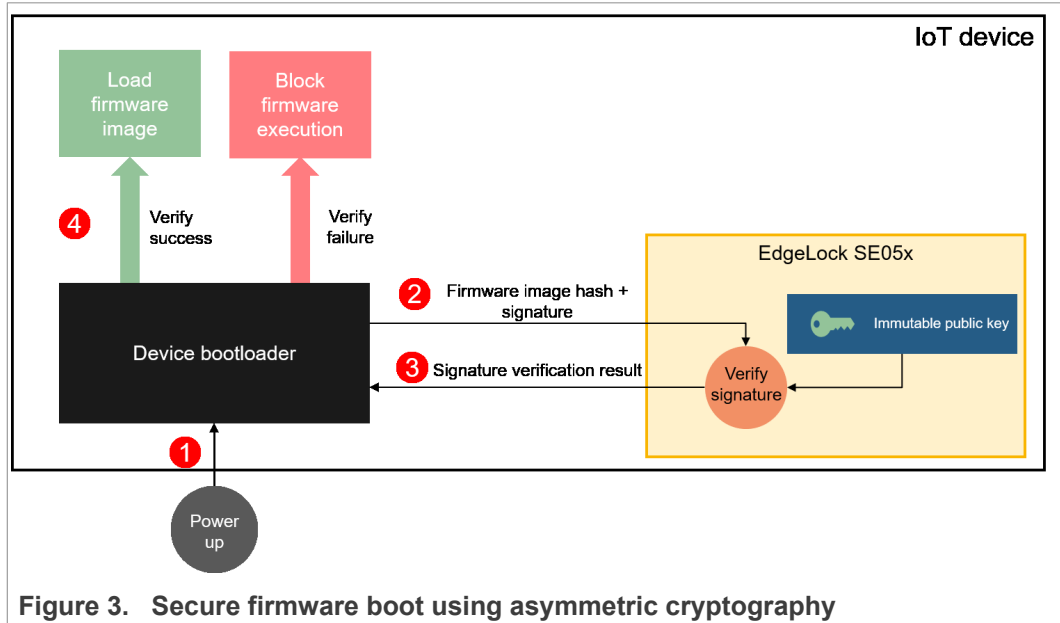 IoT device
Load
firmware
image
Block
firmware
execution
4
Verify
success
Verify
failure
EdgeLock SE05x
2
Firmware image hash +
signature
Immutable public key
Device bootloader
3
Signature verification result
Verify
signature
1
Power
up
Figure 3. Secure firmware boot using asymmetric cryptography